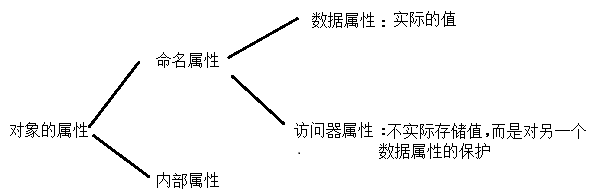 数据属性：实际的值
命名属性
对象的属性
访问器属性：不实际存储值，而是对另一个
数据属性的保护
内部属性